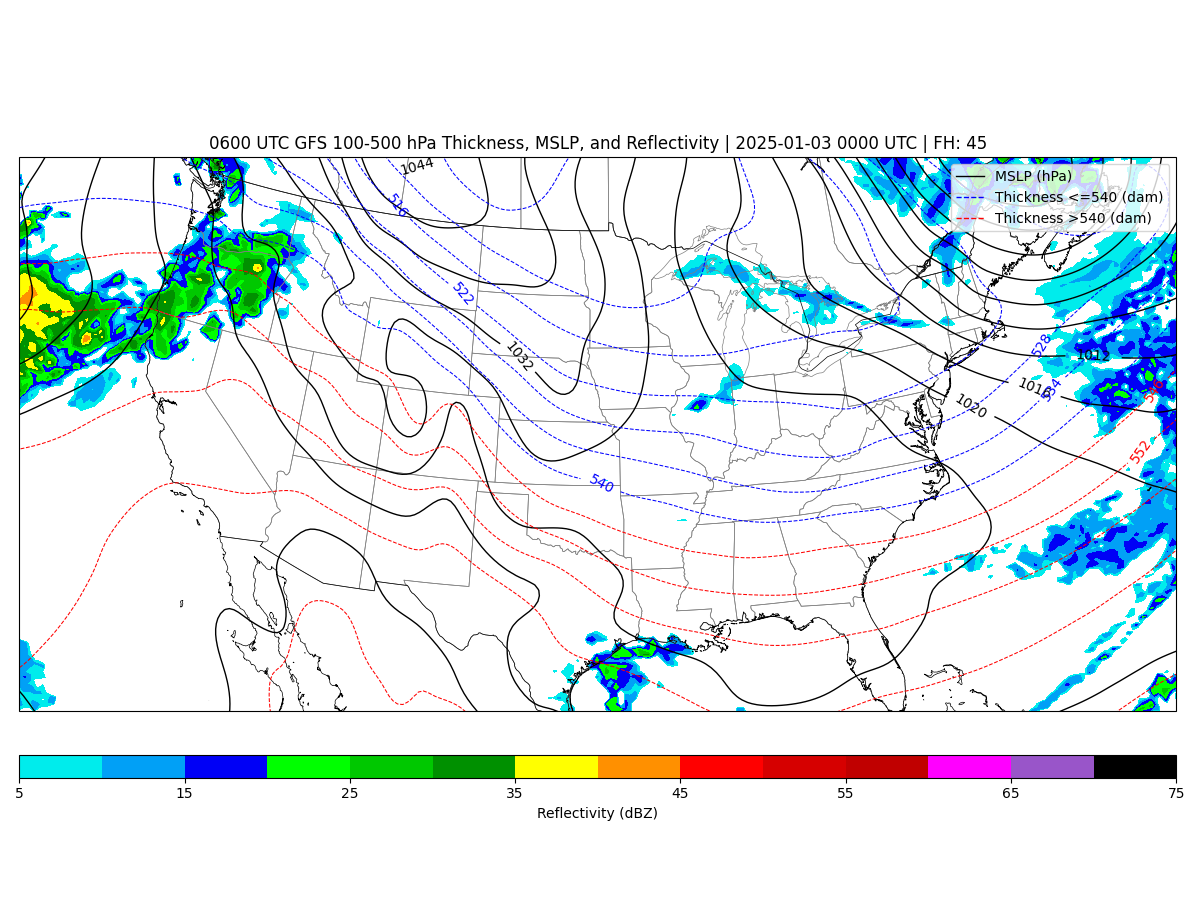 0600 UTC GFS 100-500 hPa Thickness, MSLP, and Reflectivity | 2025-01-03 0000 UTC | FH: 45
MSLP (hPa)
Thickness <=540 (dam)
Thickness >540 (dam)
1044
516
522
1032
528
1012
534
1016
1020
552
540
5 15 25 35 45 55 65 75
Reflectivity (dBZ)